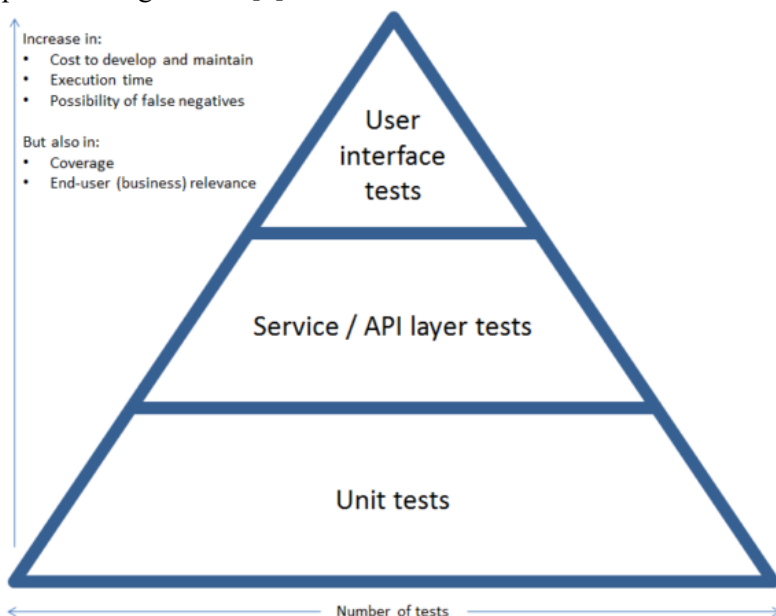 Increase in:
• Cost to develop and maintain
• Execution time
• Possibility of false negatives
But also in:
• Coverage
• End-user (business) relevance
User
interface
tests
Service / API layer tests
Unit tests
Number of tests